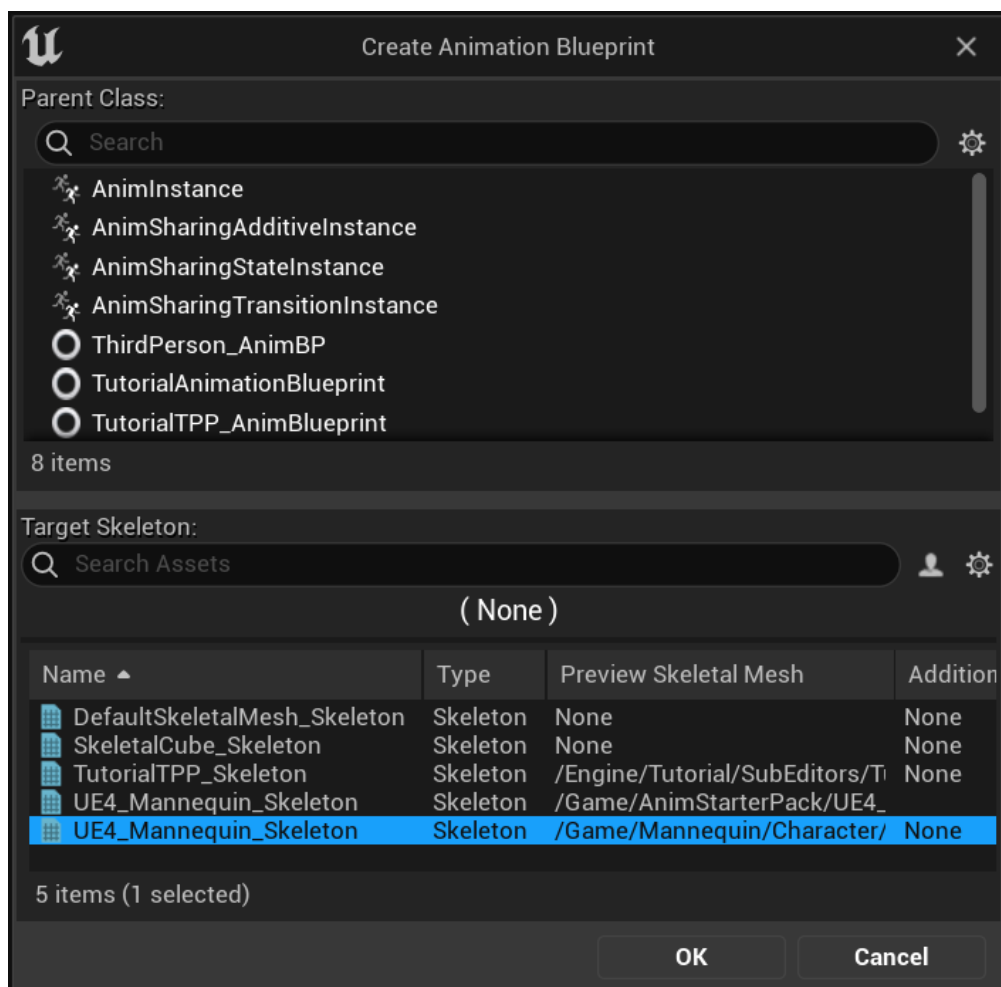 Create Animation Blueprint
Parent Class:
Search
AnimInstance
AnimSharingAdditiveInstance
AnimSharingStateInstance
AnimSharingTransitionInstance
ThirdPerson_AnimBP
TutorialAnimationBlueprint
TutorialTPP_AnimBlueprint
8 items
Target Skeleton:
Search Assets
( None )
Name Type Preview Skeletal Mesh Addition
DefaultSkeletalMesh_Skeleton Skeleton None None
SkeletalCube_Skeleton Skeleton None None
TutorialTPP_Skeleton Skeleton /Engine/Tutorial/SubEditors/T None
UE4_Mannequin_Skeleton Skeleton /Game/AnimStarterPack/UE4_
UE4_Mannequin_Skeleton Skeleton /Game/Mannequin/Character/ None
5 items (1 selected)
OK Cancel